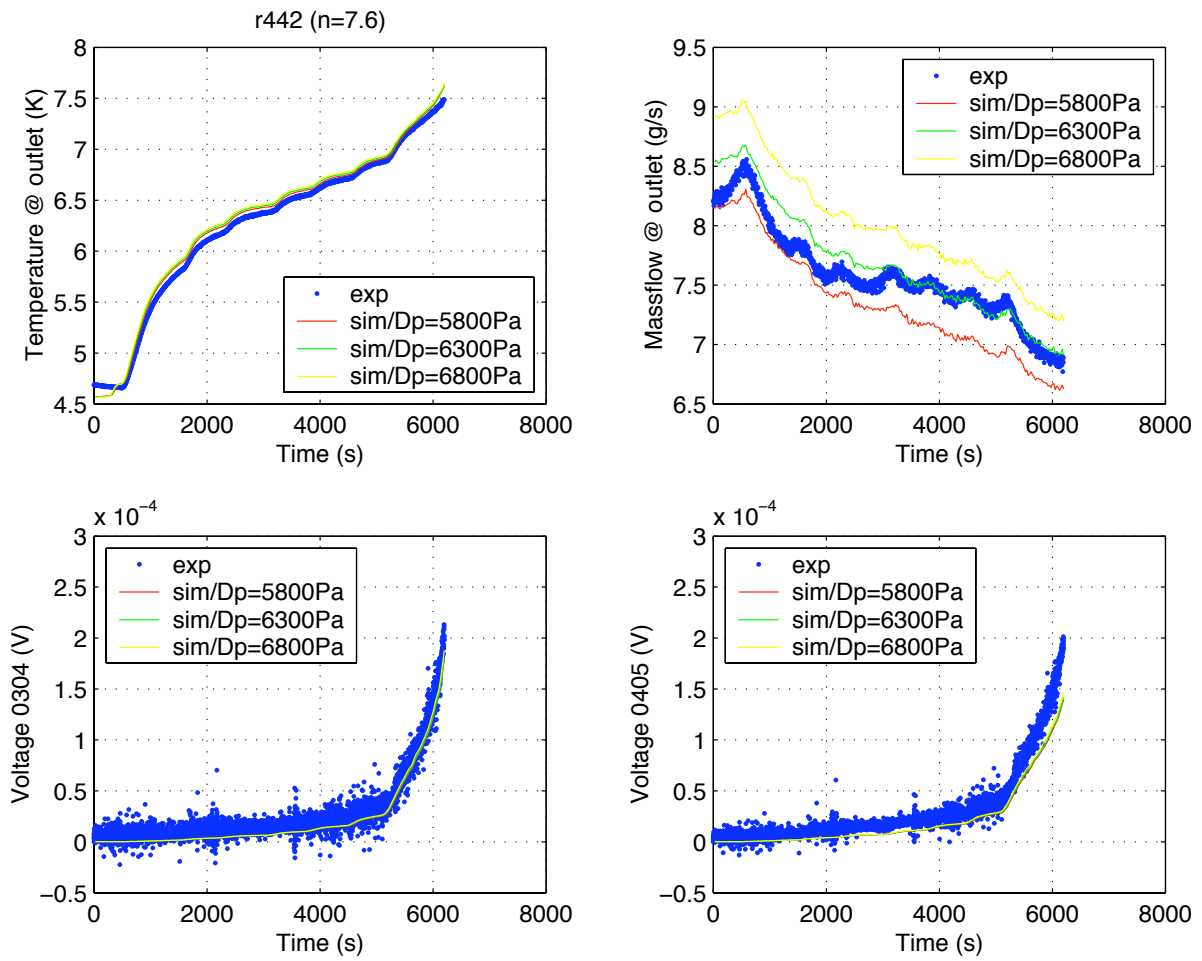 r442 (n=7.6)
8
7.5
7
6.5
6
5.5
5
4.5
Temperature @ outlet (K)
exp
sim/Dp=5800Pa
sim/Dp=6300Pa
sim/Dp=6800Pa
0 2000 4000 6000 8000
Time (s)
9.5
9
8.5
8
7.5
7
6.5
Massflow @ outlet (g/s)
exp
sim/Dp=5800Pa
sim/Dp=6300Pa
sim/Dp=6800Pa
0 2000 4000 6000 8000
Time (s)
x 10⁻⁴
3
2.5
2
1.5
1
0.5
0
−0.5
Voltage 0304 (V)
exp
sim/Dp=5800Pa
sim/Dp=6300Pa
sim/Dp=6800Pa
0 2000 4000 6000 8000
Time (s)
x 10⁻⁴
3
2.5
2
1.5
1
0.5
0
−0.5
Voltage 0405 (V)
exp
sim/Dp=5800Pa
sim/Dp=6300Pa
sim/Dp=6800Pa
0 2000 4000 6000 8000
Time (s)